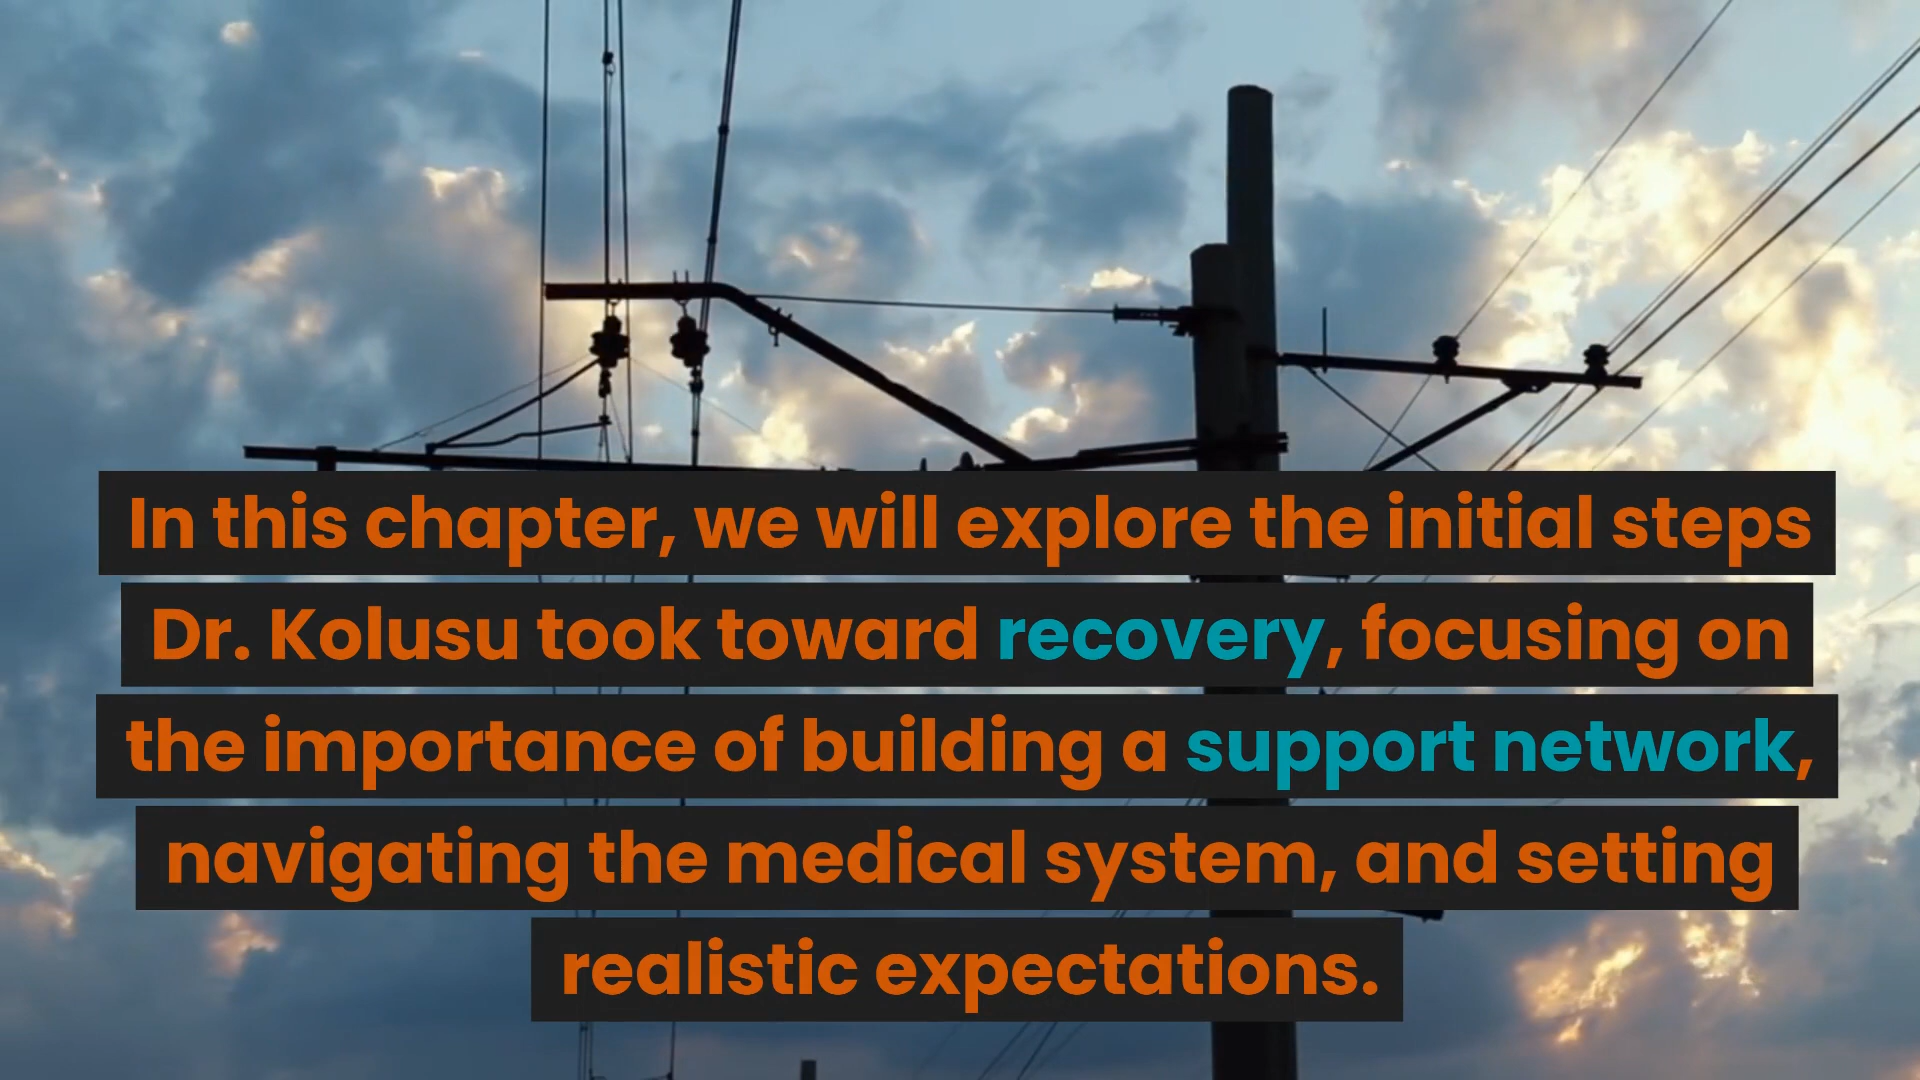 In this chapter, we will explore the initial steps
Dr. Kolusu took toward recovery, focusing on
the importance of building a support network,
navigating the medical system, and setting
realistic expectations.